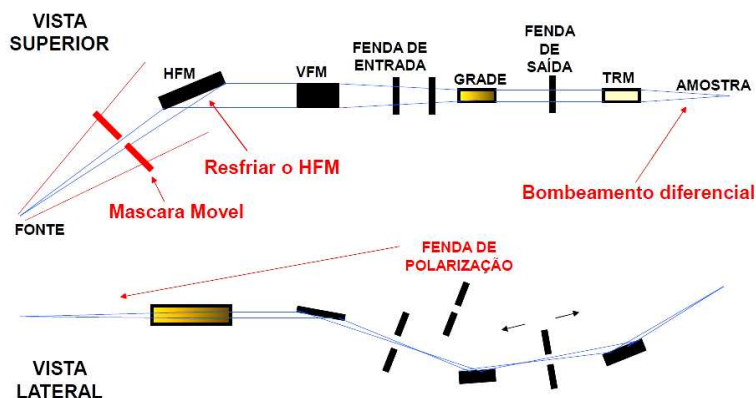 VISTA
SUPERIOR
HFM
VFM
FENDA DE
ENTRADA
GRADE
FENDA
DE
SAÍDA
TRM
AMOSTRA
Resfriar o HFM
Mascara Movel
Bombeamento diferencial
FONTE
FENDA DE
POLARIZAÇÃO
VISTA
LATERAL